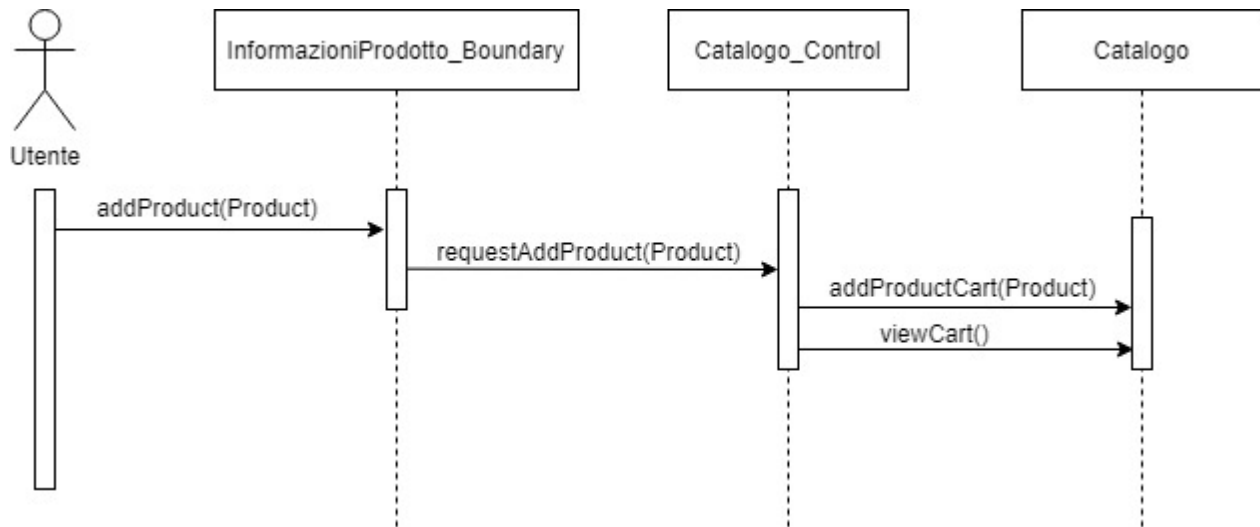 InformazioniProdotto_Boundary
Catalogo_Control
Catalogo
Utente
addProduct(Product)
requestAddProduct(Product)
addProductCart(Product)
viewCart()